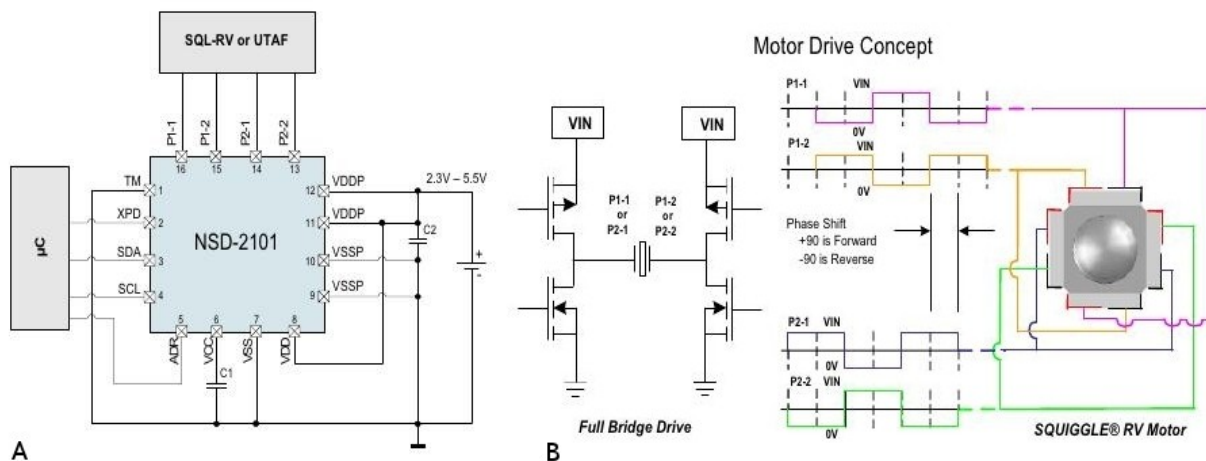 SQL-RV or UTAF
P1-1
P1-2
P2-1
P2-2
16
15
14
13
TM
1
XPD
2
SDA
3
SCL
4
µC
NSD-2101
12
VDDP
11
VDDP
10
VSSP
9
VSSP
2.3V – 5.5V
C2
+
-
5
6
7
8
ADR
VCC
VSS
VDD
C1
A
Motor Drive Concept
VIN
VIN
P1-1
or
P2-1
P1-2
or
P2-2
Full Bridge Drive
B
P1-1
VIN
0V
P1-2
VIN
0V
Phase Shift
+90 is Forward
-90 is Reverse
P2-1
VIN
0V
P2-2
VIN
0V
SQUIGGLE® RV Motor